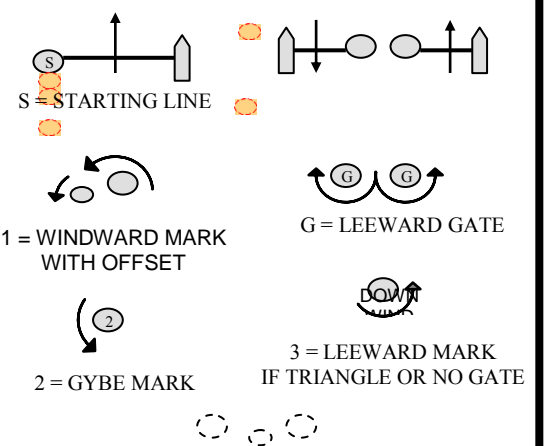 S
S = STARTING LINE
G G
G = LEEWARD GATE
1 = WINDWARD MARK
WITH OFFSET
DOWN
WIND
2
3 = LEEWARD MARK
IF TRIANGLE OR NO GATE
2 = GYBE MARK